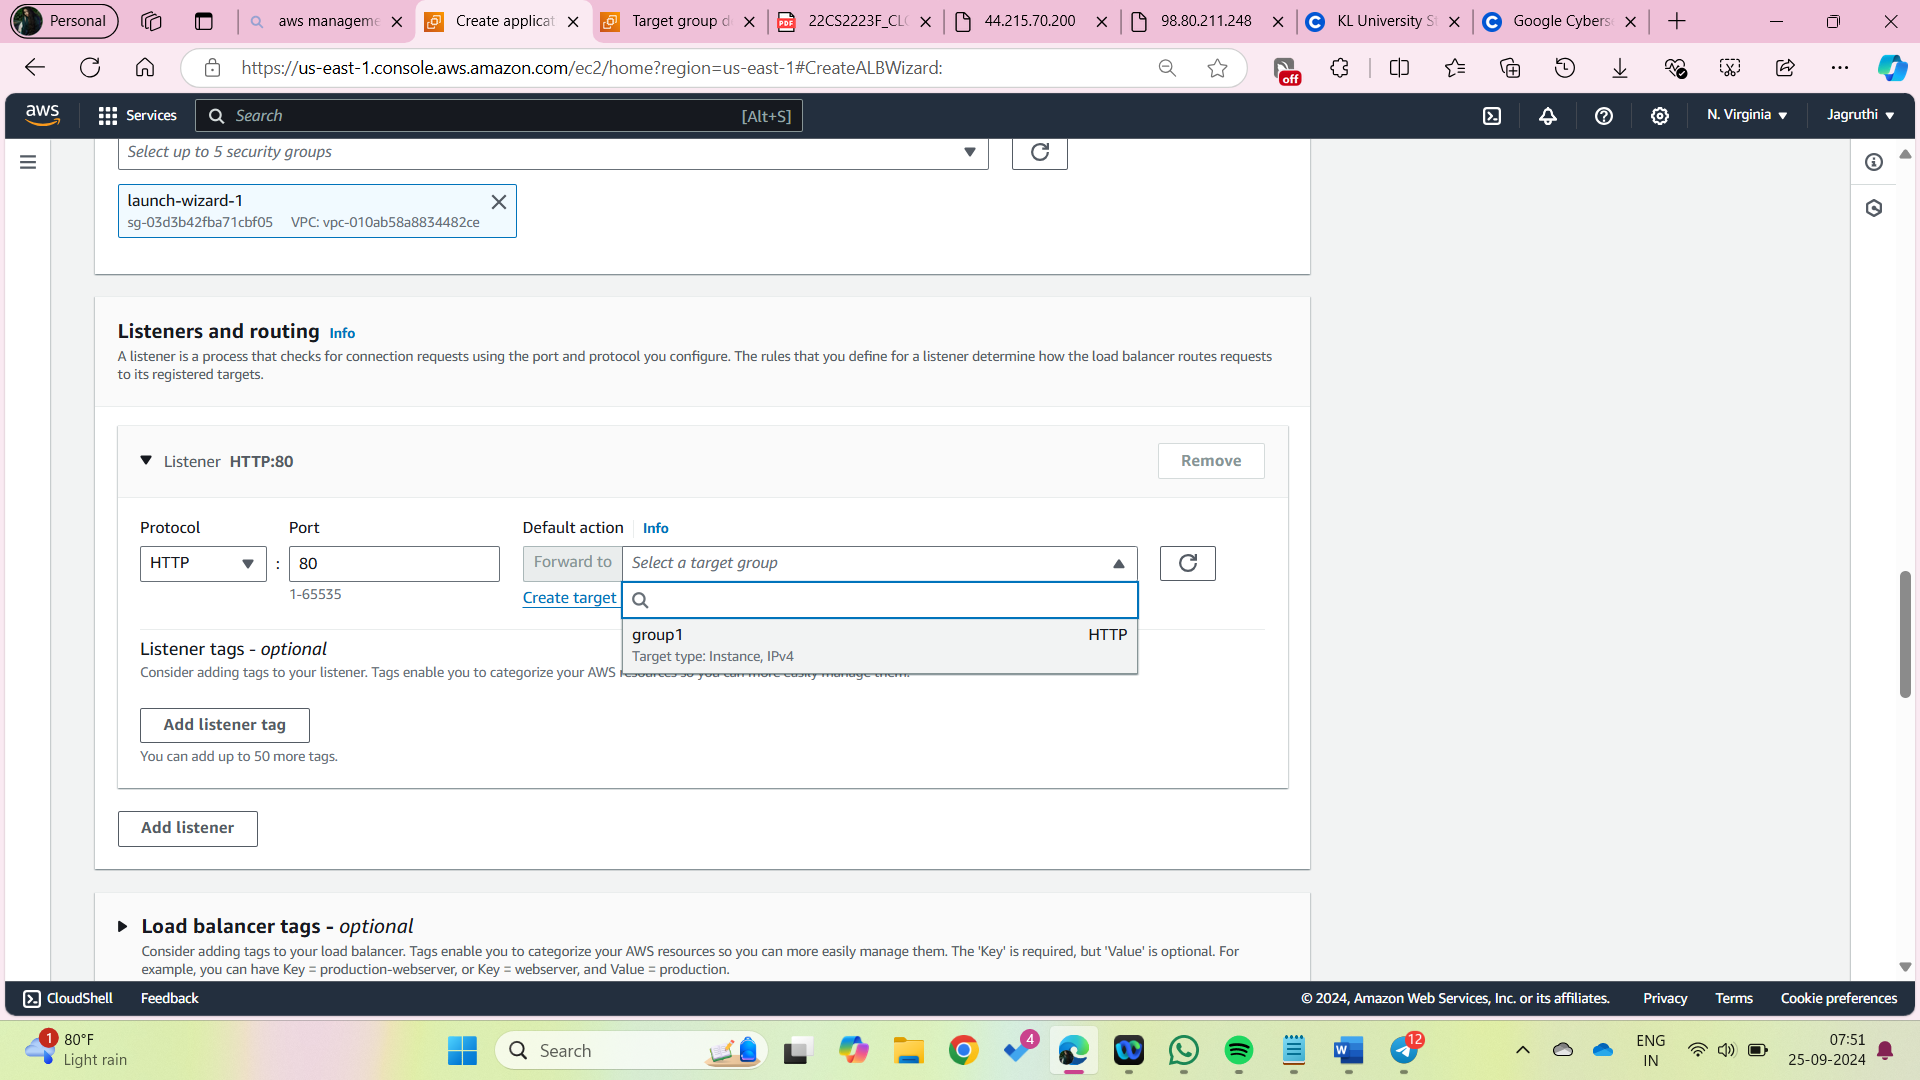 Personal
aws manageme
Create applicat
Target group d
22CS2223F_CLO
44.215.70.200
98.80.211.248
KL University S
Google Cyberse
https://us-east-1.console.aws.amazon.com/ec2/home?region=us-east-1#CreateALBWizard:
off
aws
Services
Search
[Alt+S]
N. Virginia
Jagruthi
Select up to 5 security groups
launch-wizard-1
sg-03d3b42fba71cbf05 VPC: vpc-010ab58a8834482ce
Listeners and routing Info
A listener is a process that checks for connection requests using the port and protocol you configure. The rules that you define for a listener determine how the load balancer routes requests
to its registered targets.
Listener HTTP:80
Remove
Protocol
Port
Default action
Info
HTTP
:
80
Forward to
Select a target group
1-65535
Create target
group1
HTTP
Target type: Instance, IPv4
Listener tags - optional
Consider adding tags to your listener. Tags enable you to categorize your AWS resources so you can more easily manage them.
Add listener tag
You can add up to 50 more tags.
Add listener
Load balancer tags - optional
Consider adding tags to your load balancer. Tags enable you to categorize your AWS resources so you can more easily manage them. The 'Key' is required, but 'Value' is optional. For
example, you can have Key = production-webserver, or Key = webserver, and Value = production.
CloudShell
Feedback
© 2024, Amazon Web Services, Inc. or its affiliates.
Privacy
Terms
Cookie preferences
1
80°F
Light rain
Search
4
12
ENG
IN
07:51
25-09-2024